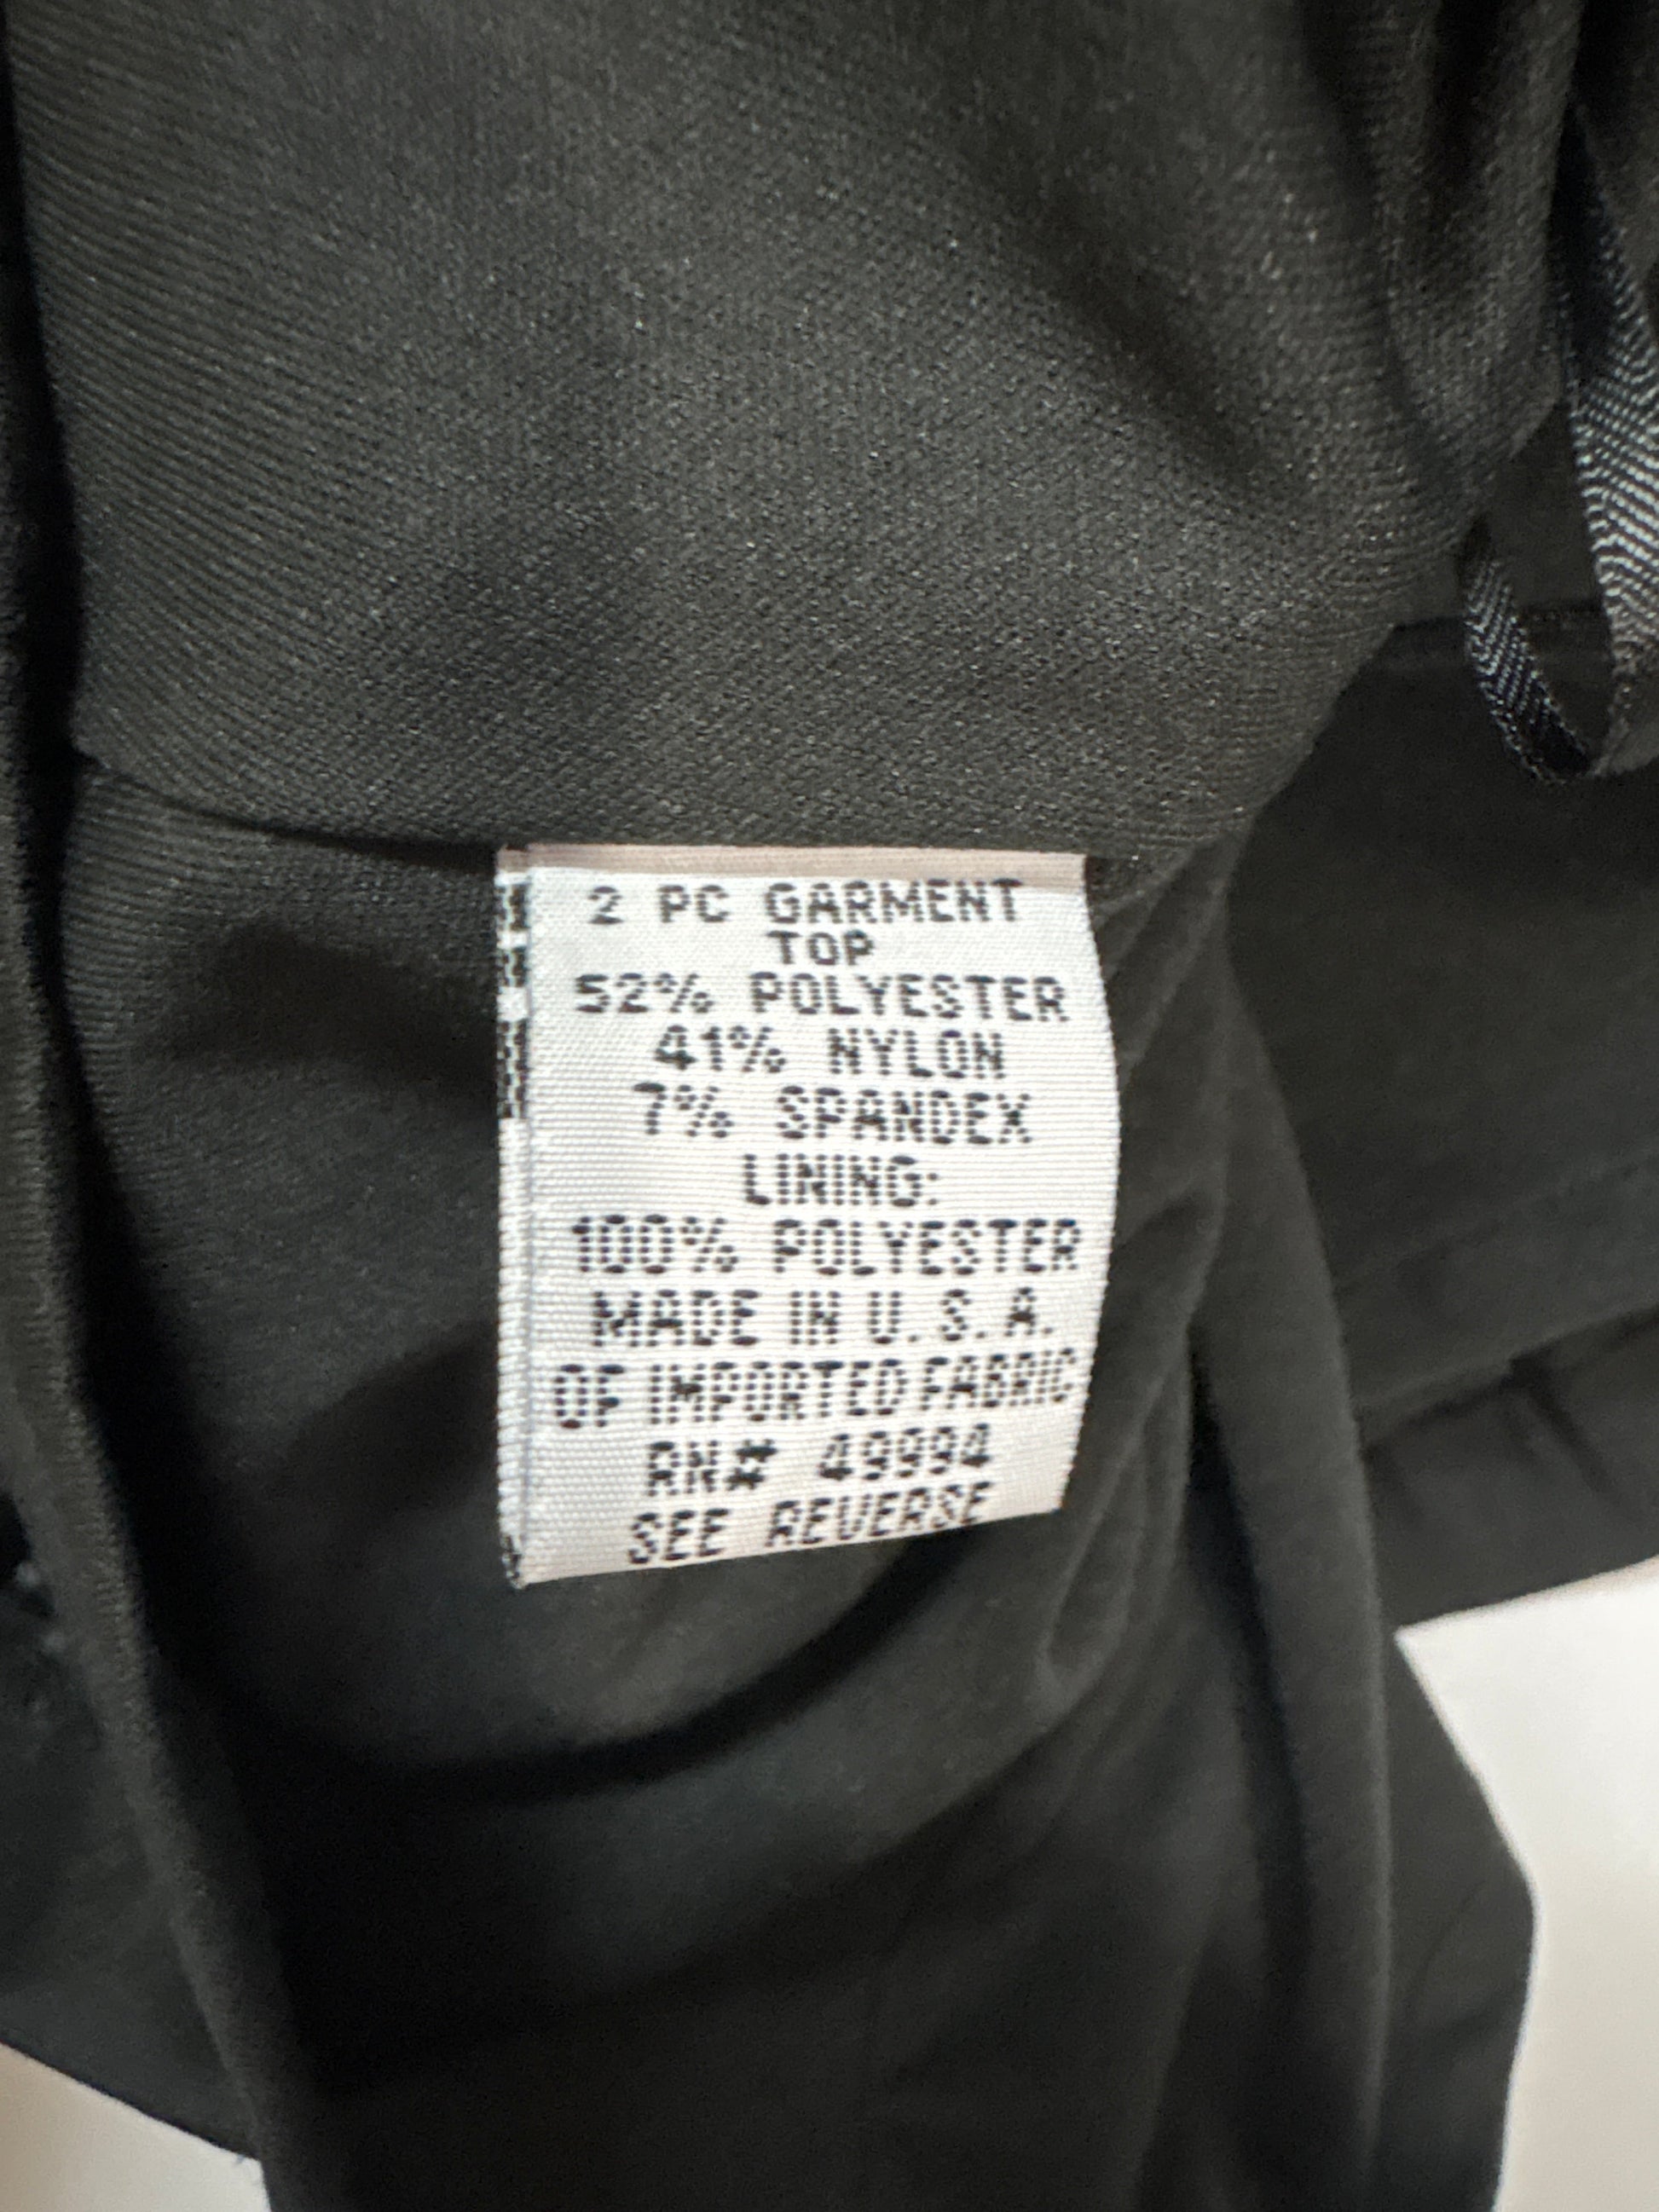 2 PC GARMENT
TOP
52% POLYESTER
41% NYLON
7% SPANDEX
LINING:
100% POLYESTER
MADE IN U.S.A.
OF IMPORTED FABRIC
RN# 49994
SEE REVERSE